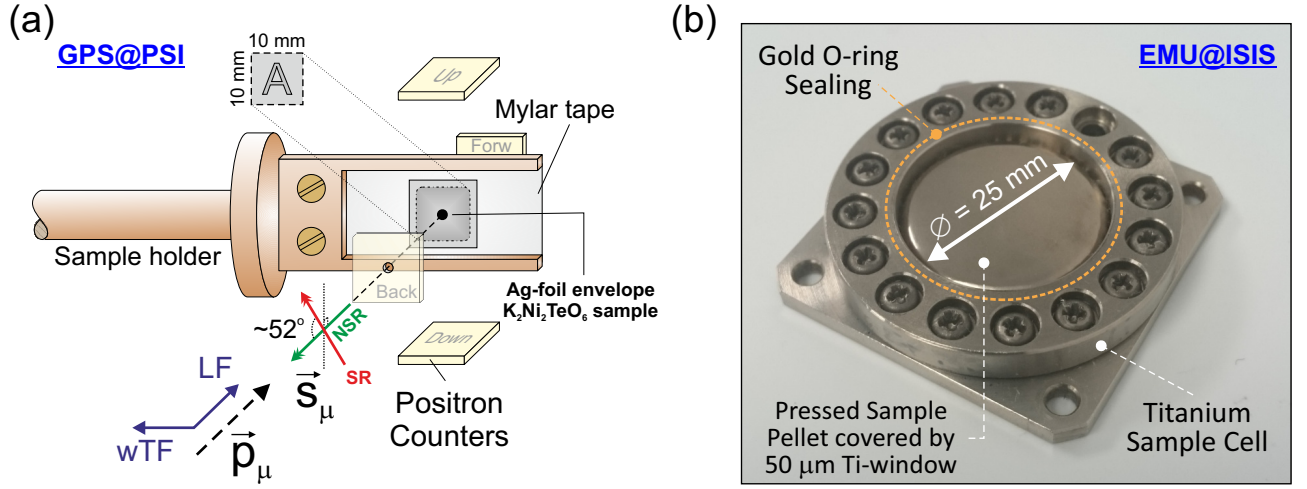 (a)
GPS@PSI
10 mm
10 mm
A
Up
Mylar tape
Forw
Sample holder
Back
Ag-foil envelope
K₂Ni₂TeO₆ sample
~52°
NSR
SR
s⃗μ
Down
LF
wTF
p⃗μ
Positron
Counters
(b)
Gold O-ring
Sealing
EMU@ISIS
∅ = 25 mm
Pressed Sample
Pellet covered by
50 μm Ti-window
Titanium
Sample Cell